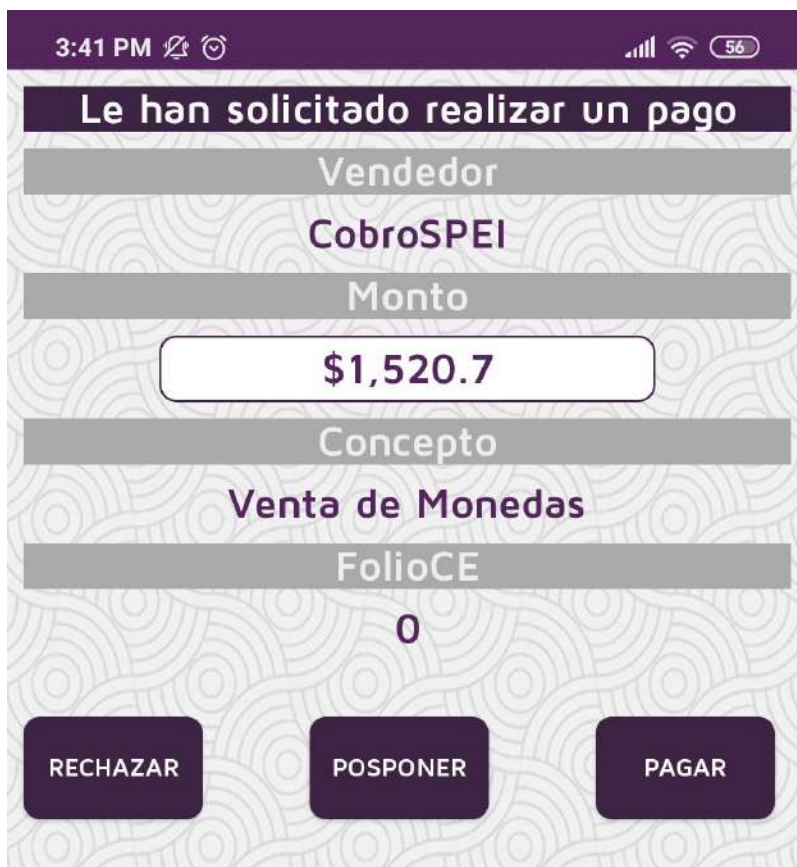 3:41 PM 56
Le han solicitado realizar un pago
Vendedor
CobroSPEI
Monto
$1,520.7
Concepto
Venta de Monedas
FolioCE
0
RECHAZAR POSPONER PAGAR